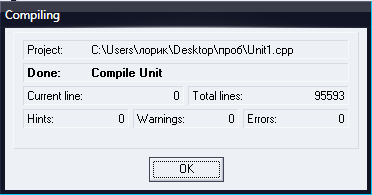 Compiling
Project: C:\Users\лорик\Desktop\проб\Unit1.cpp
Done: Compile Unit
Current line: 0 Total lines: 95593
Hints: 0 Warnings: 0 Errors: 0
OK